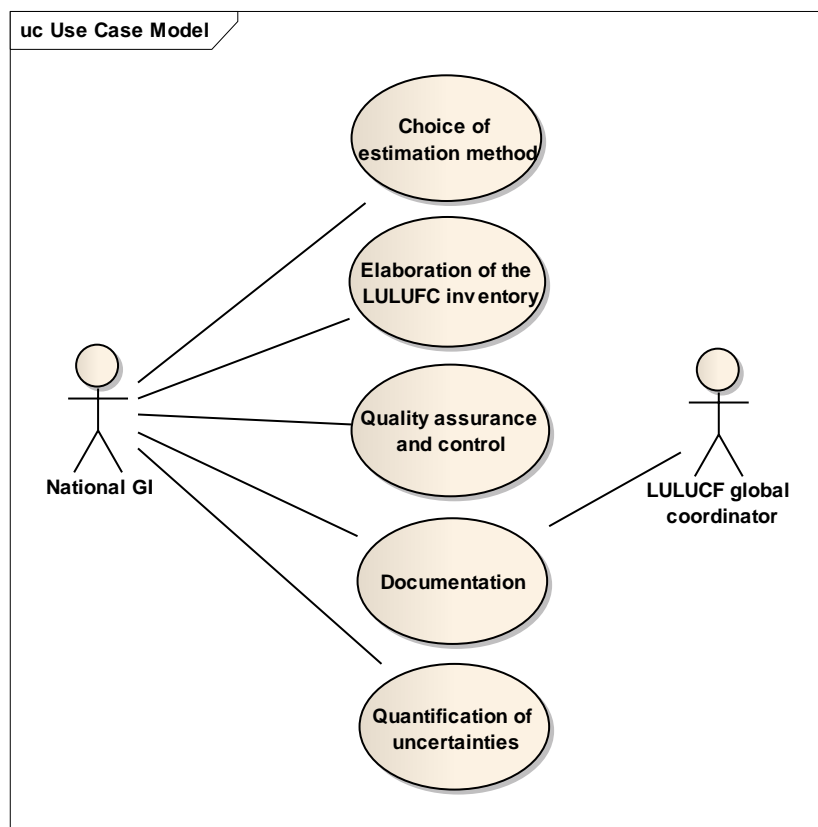 uc Use Case Model
Choice of
estimation method
Elaboration of the
LULUFC inventory
Quality assurance
and control
National GI
LULUCF global
coordinator
Documentation
Quantification of
uncertainties